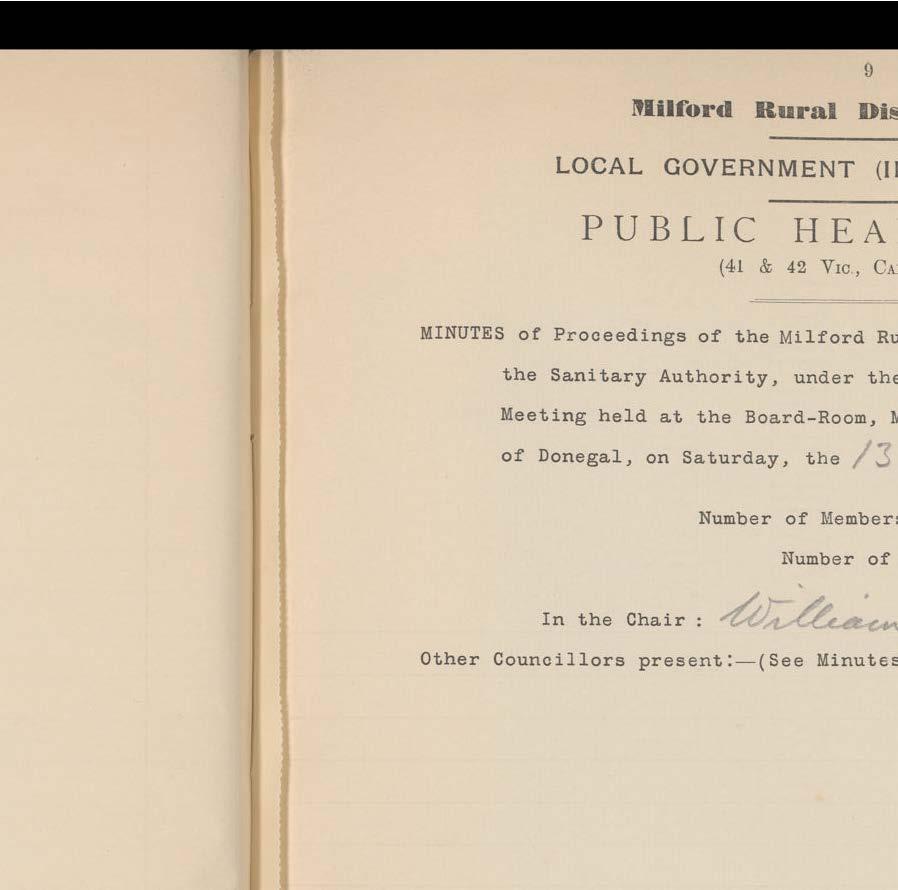 9
Milford Rural Dis
LOCAL GOVERNMENT (I
PUBLIC HEA
(41 & 42 Vic., Ca
MINUTES of Proceedings of the Milford Ru
the Sanitary Authority, under the
Meeting held at the Board-Room, M
of Donegal, on Saturday, the 13
Number of Members
Number of
In the Chair: William
Other Councillors present:—(See Minutes